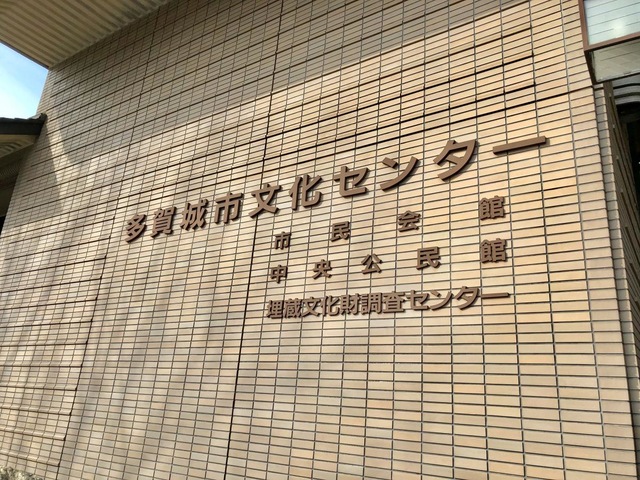 多賀城市文化センター
市民会館
中央公民館
埋蔵文化財調査センター